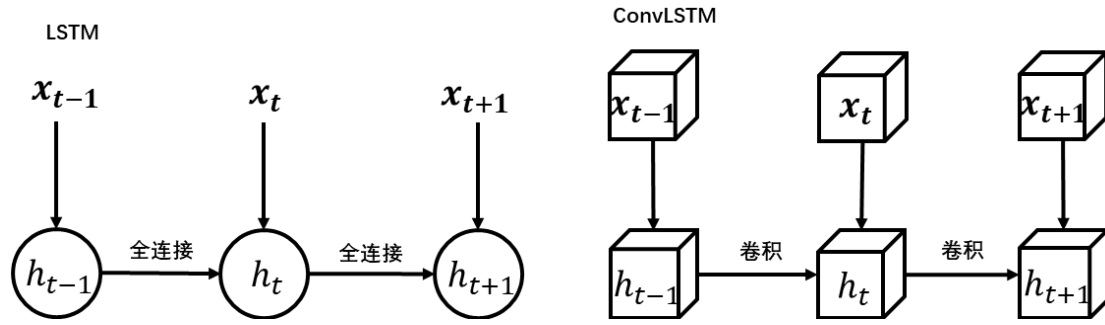 LSTM
x_{t-1} x_t x_{t+1}
全连接 全连接
h_{t-1} h_t h_{t+1}
ConvLSTM
x_{t-1} x_t x_{t+1}
卷积 卷积
h_{t-1} h_t h_{t+1}